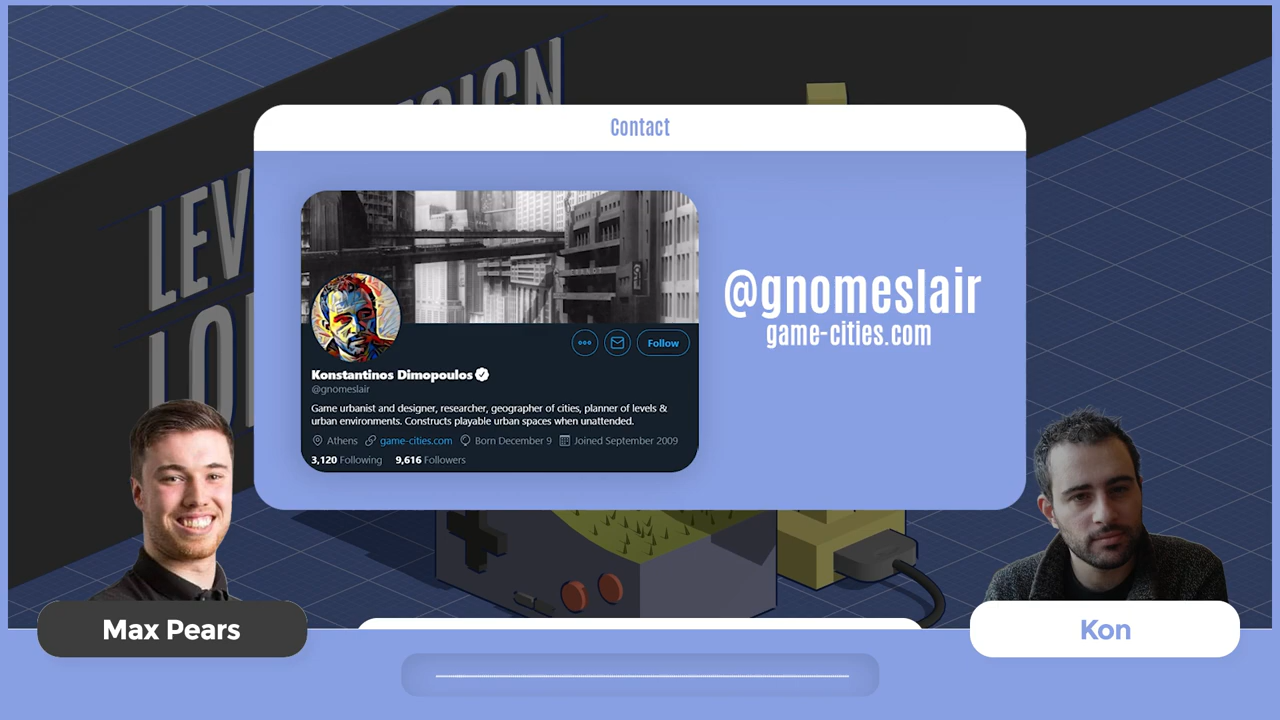 Contact
@gnomeslair
game-cities.com
Konstantinos Dimopoulos
@gnomeslair
Follow
Game urbanist and designer, researcher, geographer of cities, planner of levels &
urban environments. Constructs playable urban spaces when unattended.
Athens game-cities.com Born December 9 Joined September 2009
3,120 Following 9,616 Followers
Max Pears
Kon